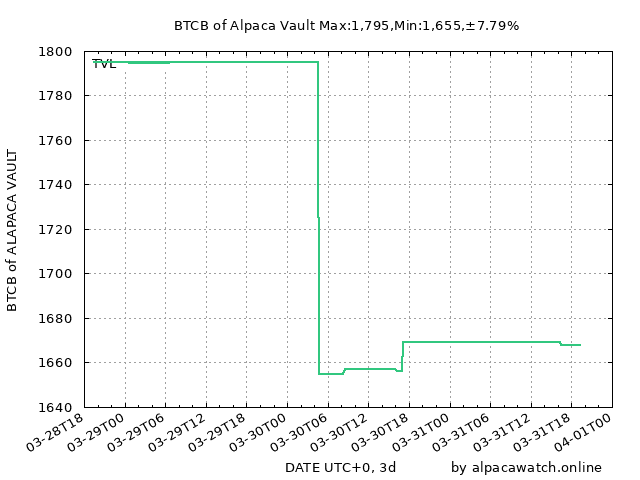 BTCB of Alpaca Vault Max:1,795,Min:1,655,±7.79%
1800
TVL
1780
1760
1740
1720
1700
1680
1660
1640
BTCB of ALAPACA VAULT
03-28T18
03-29T00
03-29T06
03-29T12
03-29T18
03-30T00
03-30T06
03-30T12
03-30T18
03-31T00
03-31T06
03-31T12
03-31T18
04-01T00
DATE UTC+0, 3d
by alpacawatch.online